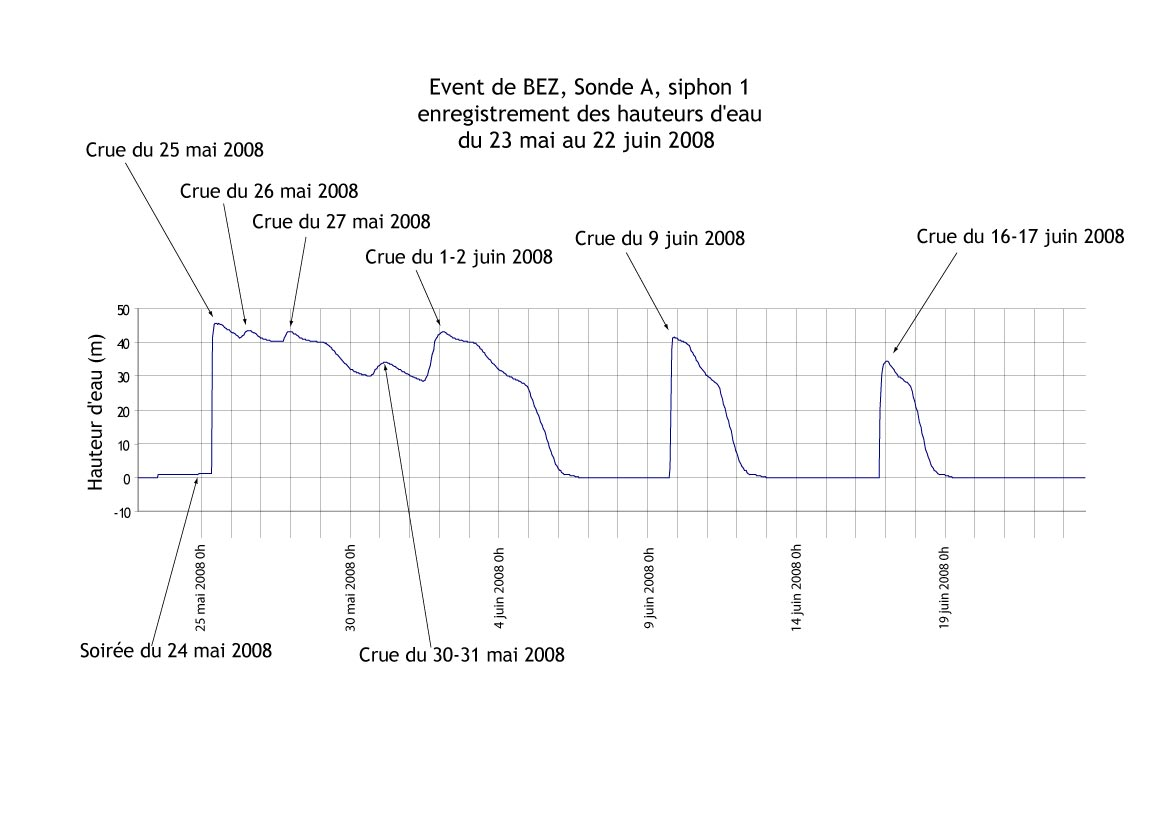 Event de BEZ, Sonde A, siphon 1
enregistrement des hauteurs d'eau
du 23 mai au 22 juin 2008
Crue du 25 mai 2008
Crue du 26 mai 2008
Crue du 27 mai 2008
Crue du 1-2 juin 2008
Crue du 9 juin 2008
Crue du 16-17 juin 2008
Hauteur d'eau (m)
50
40
30
20
10
0
-10
25 mai 2008 0h
30 mai 2008 0h
4 juin 2008 0h
9 juin 2008 0h
14 juin 2008 0h
19 juin 2008 0h
Soirée du 24 mai 2008
Crue du 30-31 mai 2008